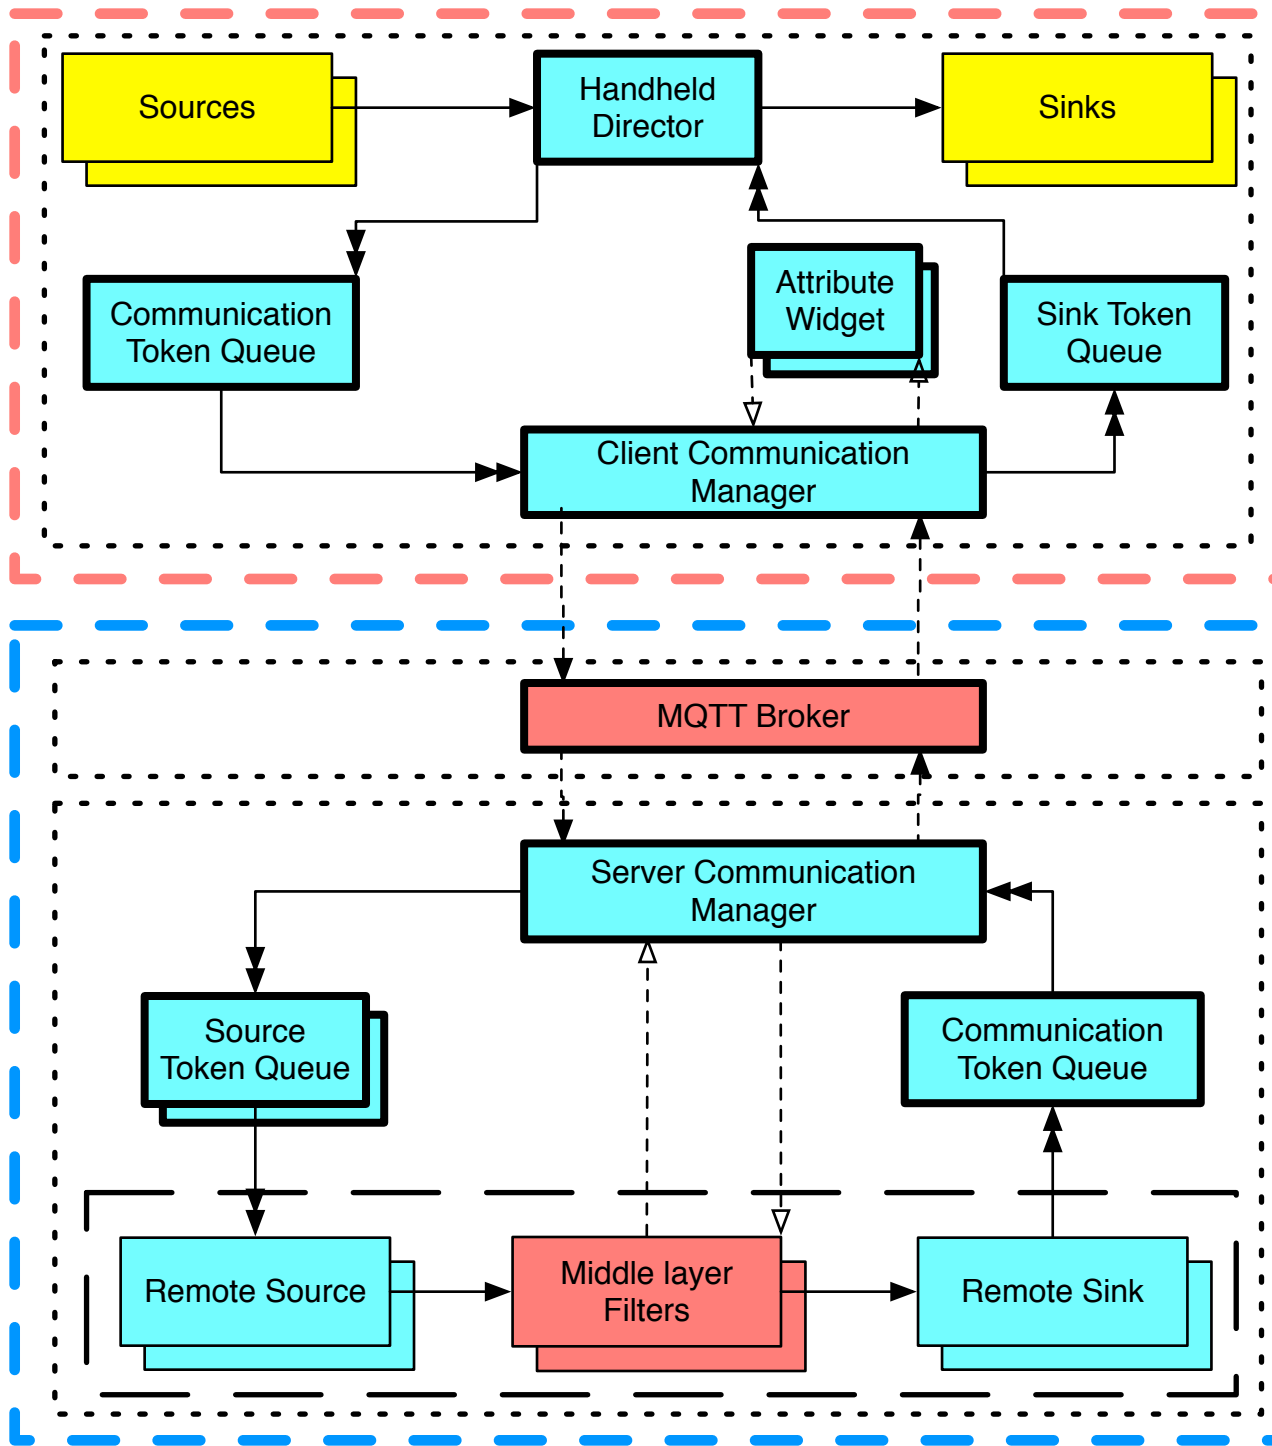 Sources
Handheld
Director
Sinks
Communication
Token Queue
Attribute
Widget
Sink Token
Queue
Client Communication
Manager
MQTT Broker
Server Communication
Manager
Source
Token Queue
Communication
Token Queue
Remote Source
Middle layer
Filters
Remote Sink